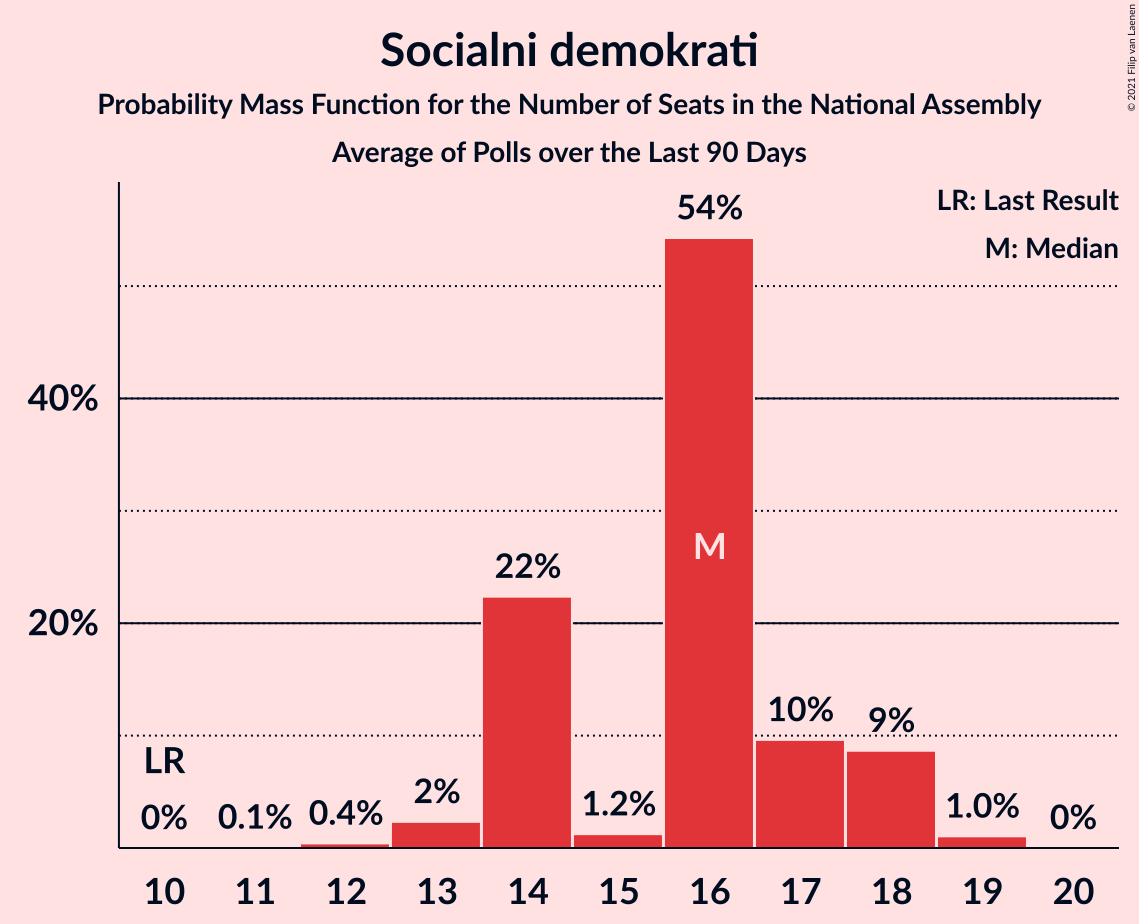 Socialni demokrati
Probability Mass Function for the Number of Seats in the National Assembly
Average of Polls over the Last 90 Days
© 2021 Filip van Laenen
LR: Last Result
M: Median
54%
40%
M
22%
20%
10%
9%
LR
2%
1.2%
1.0%
0%
0.1%
0.4%
0%
10 11 12 13 14 15 16 17 18 19 20